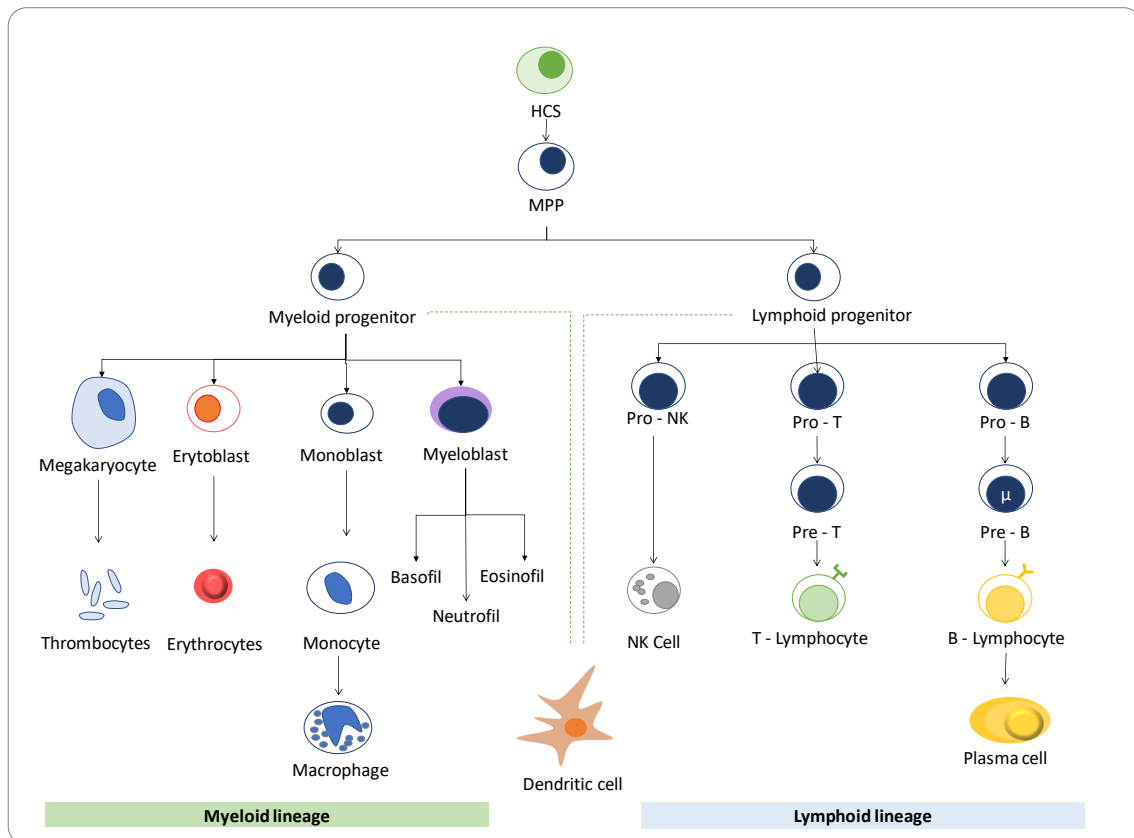 HCS
MPP
Myeloid progenitor
Lymphoid progenitor
Megakaryocyte
Erytoblast
Monoblast
Myeloblast
Pro - NK
Pro - T
Pro - B
μ
Pre - T
Pre - B
Basofil
Eosinofil
Neutrofil
Thrombocytes
Erythrocytes
Monocyte
NK Cell
T - Lymphocyte
B - Lymphocyte
Macrophage
Dendritic cell
Plasma cell
Myeloid lineage
Lymphoid lineage